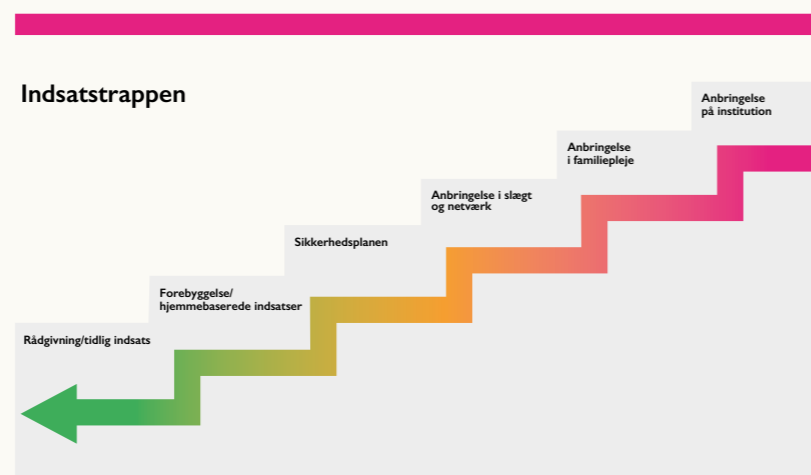 Indsatstrappen
Anbringelse
på institution
Anbringelse
i familiepleje
Anbringelse i slægt
og netværk
Sikkerhedsplanen
Forebyggelse/
hjemmebaserede indsatser
Rådgivning/tidlig indsats